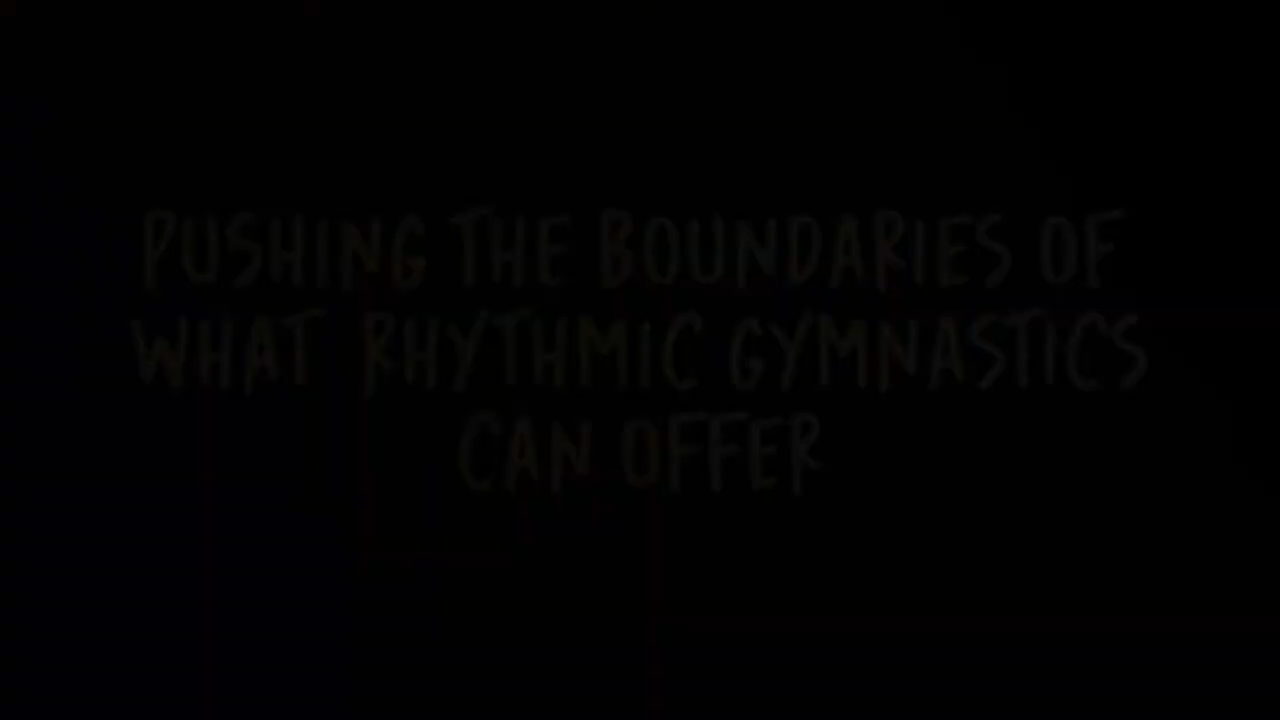 PUSHING THE BOUNDARIES OF
WHAT RHYTHMIC GYMNASTICS
CAN OFFER